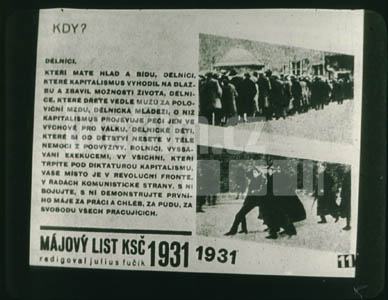 KDY?
DĚLNÍCI,
KTEŘÍ MÁTE HLAD A BÍDU, DĚLNÍCI,
KTERÉ KAPITALISMUS VYHODIL NA DLAŽ-
BU A ZBAVIL MOŽNOSTI ŽIVOTA, DĚLNI-
CE, KTERÉ DŘETE VEDLE MUŽŮ ZA POLO-
VIČNÍ MZDU, DĚLNICKÁ MLÁDEŽI, O NIŽ
KAPITALISMUS PROJEVUJE PÉČI JEN VE
VÝCHOVĚ PRO VÁLKU, DĚLNICKÉ DĚTI,
KTERÉ SI OD DĚTSTVÍ NESETE V TĚLE
NEMOCI Z PODVÝŽIVY, ROLNÍCI, VYSSÁ-
VANÍ EXEKUCEMI, VY VŠICHNI, KTEŘÍ
TRPÍTE POD DIKTATUROU KAPITALISMU,
VAŠE MÍSTO JE V REVOLUČNÍ FRONTĚ,
V ŘADÁCH KOMUNISTICKÉ STRANY, S NÍ
BOJUJTE, S NÍ DEMONSTRUJTE PRVNÍ-
HO MÁJE ZA PRÁCI A CHLÉB, ZA PŮDU, ZA
SVOBODU VŠECH PRACUJÍCÍCH.
MÁJOVÝ LIST KSČ 1931 1931
redigoval julius fučík
11